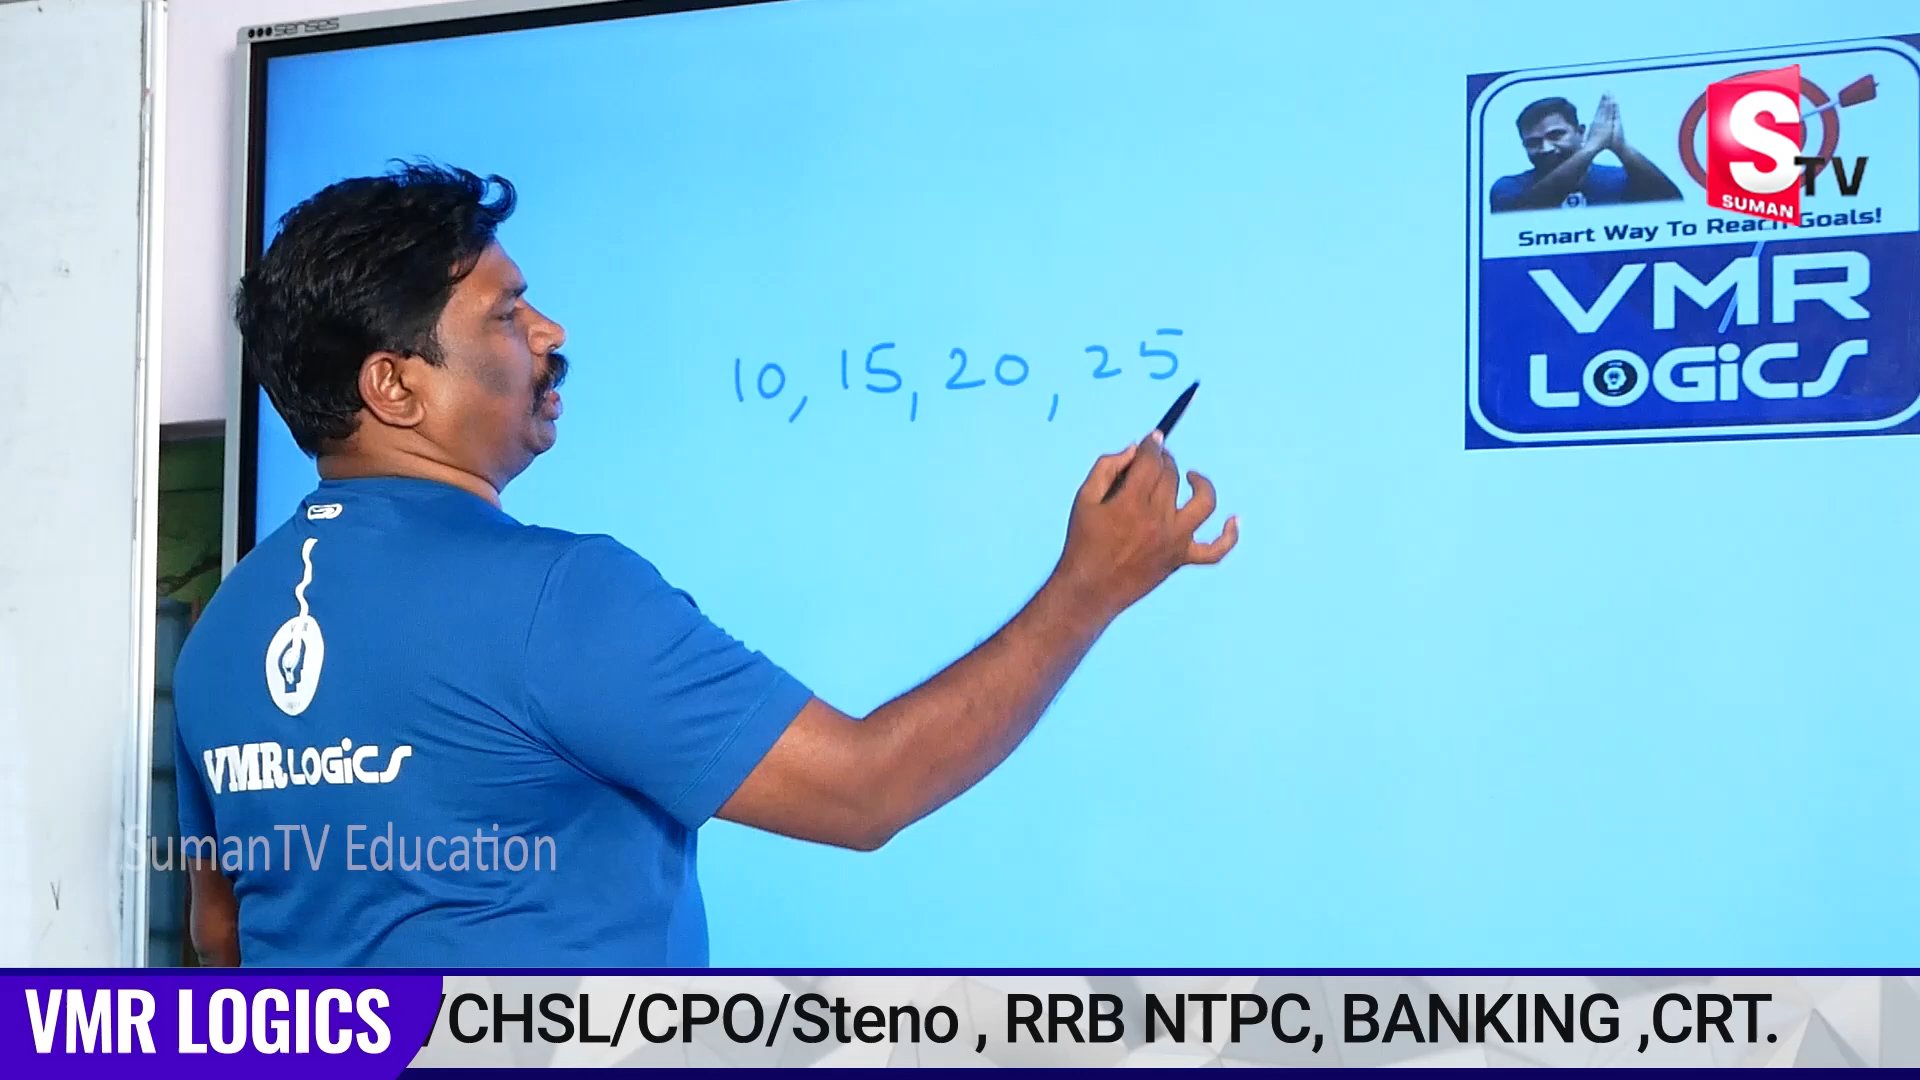 senses
S
TV
SUMAN
Smart Way To Reach Goals!
VMR
LOGiCS
10, 15, 20, 25
VMR LOGiCS
SumanTV Education
VMR LOGICS
/CHSL/CPO/Steno , RRB NTPC, BANKING ,CRT.